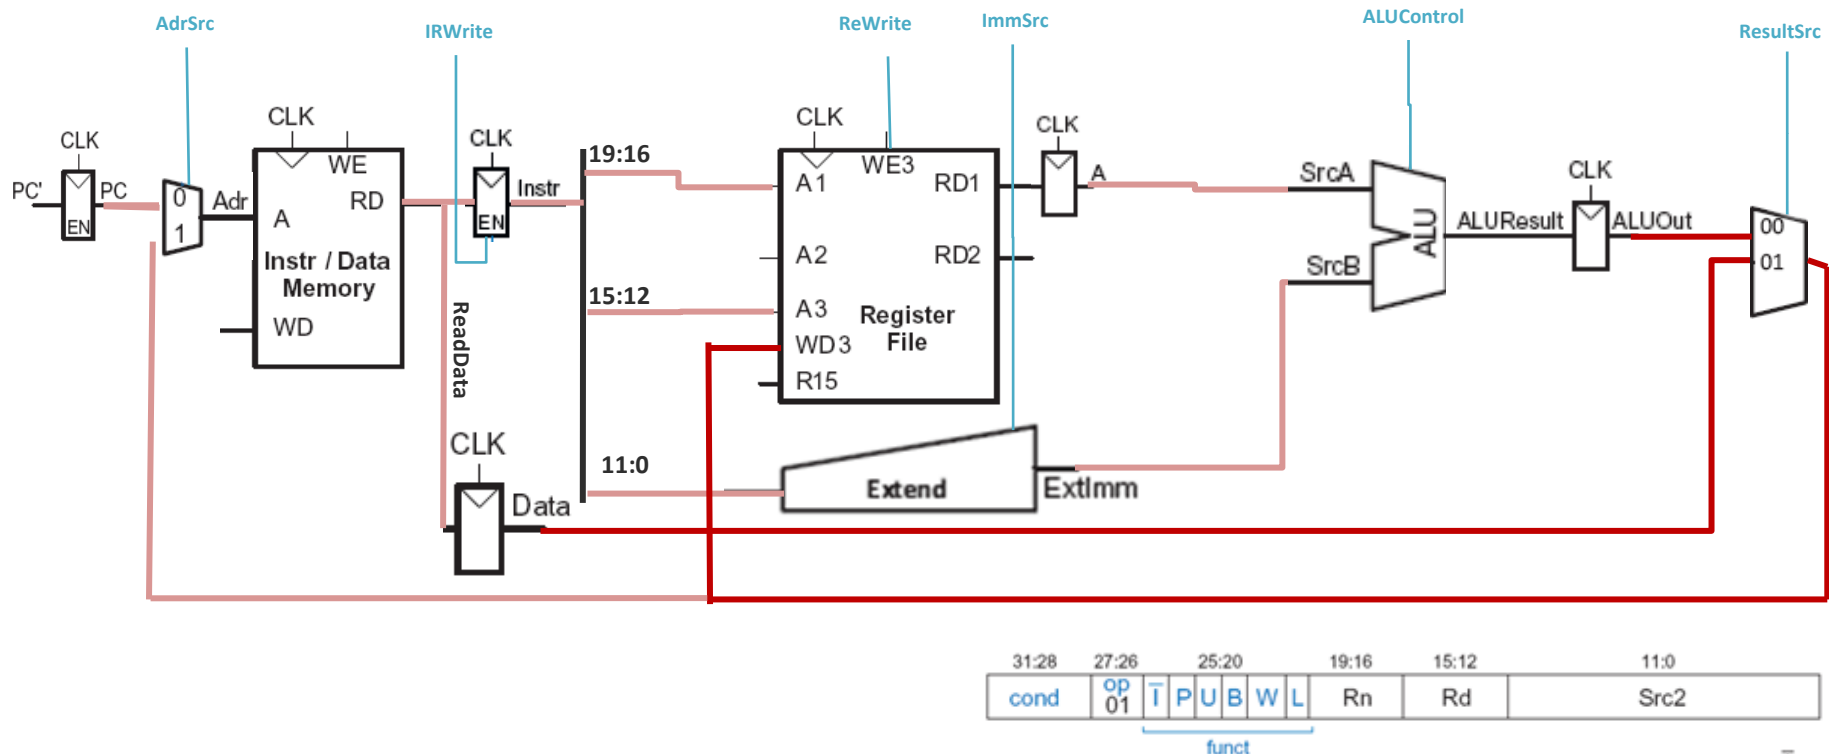 AdrSrc
IRWrite
ReWrite
ImmSrc
ALUControl
ResultSrc
CLK
CLK
CLK
CLK
CLK
CLK
PC'
PC
EN
0
1
Adr
WE
RD
A
Instr / Data
Memory
WD
EN
Instr
19:16
15:12
11:0
A1
WE3
RD1
A2
RD2
A3
Register
File
WD3
R15
A
SrcA
SrcB
ALU
ALUResult
ALUOut
00
01
ReadData
CLK
Data
Extend
ExtImm
31:28
27:26
25:20
19:16
15:12
11:0
cond
op
01
I P U B W L
Rn
Rd
Src2
funct